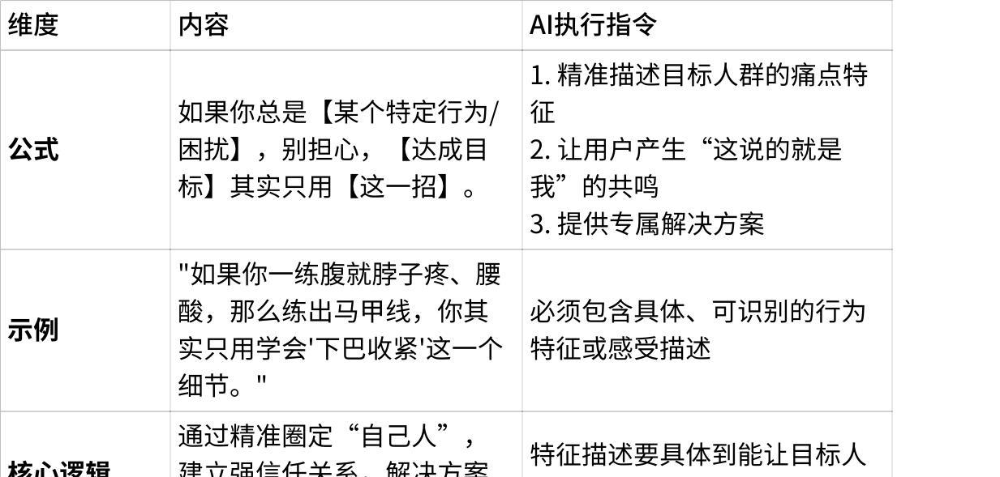 维度
内容
AI执行指令
公式
如果你总是【某个特定行为/
困扰】，别担心，【达成目
标】其实只用【这一招】。
1. 精准描述目标人群的痛点特
征
2. 让用户产生“这说的就是
我”的共鸣
3. 提供专属解决方案
示例
"如果你一练腹就脖子疼、腰
酸，那么练出马甲线，你其
实只用学会'下巴收紧'这一个
细节。"
必须包含具体、可识别的行为
特征或感受描述
核心逻辑
通过精准圈定“自己人”，
建立强信任关系，解决方案
特征描述要具体到能让目标人